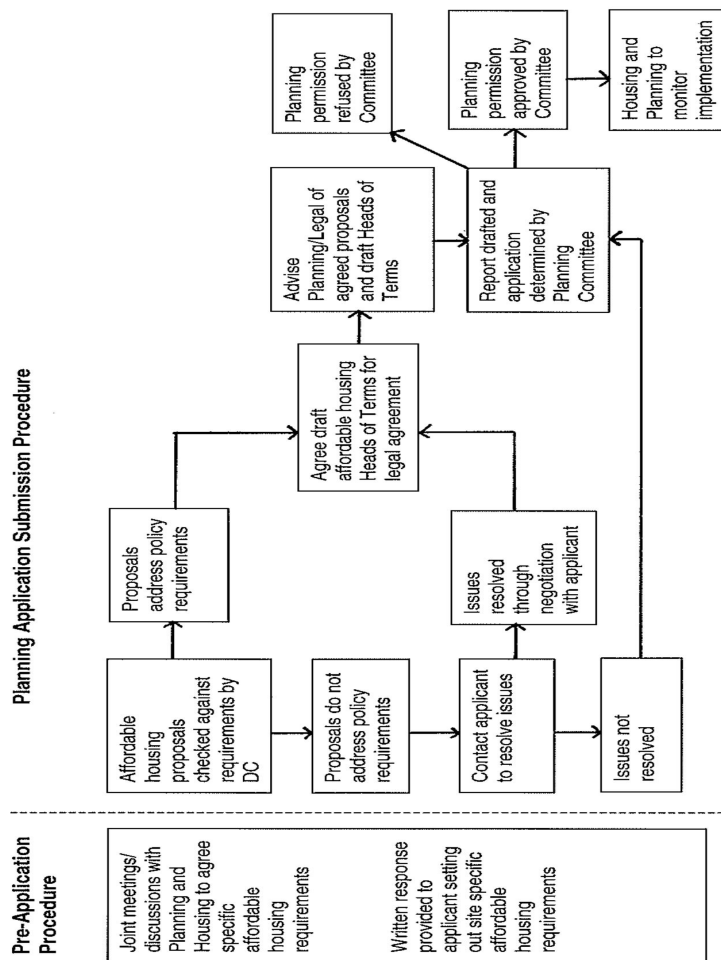 Pre-Application
Procedure
Joint meetings/
discussions with
Planning and
Housing to agree
specific
affordable
housing
requirements
Written response
provided to
applicant setting
out site specific
affordable
housing
requirements
Planning Application Submission Procedure
Affordable
housing
proposals
checked against
requirements by
DC
Proposals
address policy
requirements
Proposals do not
address policy
requirements
Contact applicant
to resolve issues
Issues
resolved
through
negotiation
with applicant
Issues not
resolved
Agree draft
affordable housing
Heads of Terms for
legal agreement
Advise
Planning/Legal of
agreed proposals
and draft Heads of
Terms
Report drafted and
application
determined by
Planning
Committee
Planning
permission
refused by
Committee
Planning
permission
approved by
Committee
Housing and
Planning to
monitor
implementation